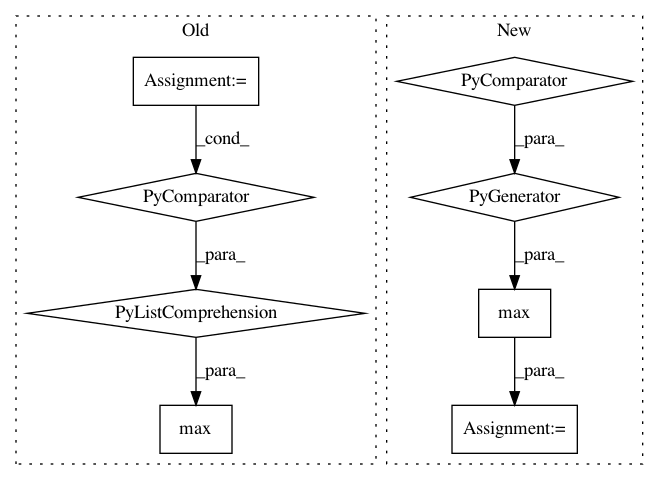 Old
Assignment:=
_cond_
PyComparator
_para_
PyListComprehension
_para_
max
New
PyComparator
_para_
PyGenerator
_para_
max
_para_
Assignment:=